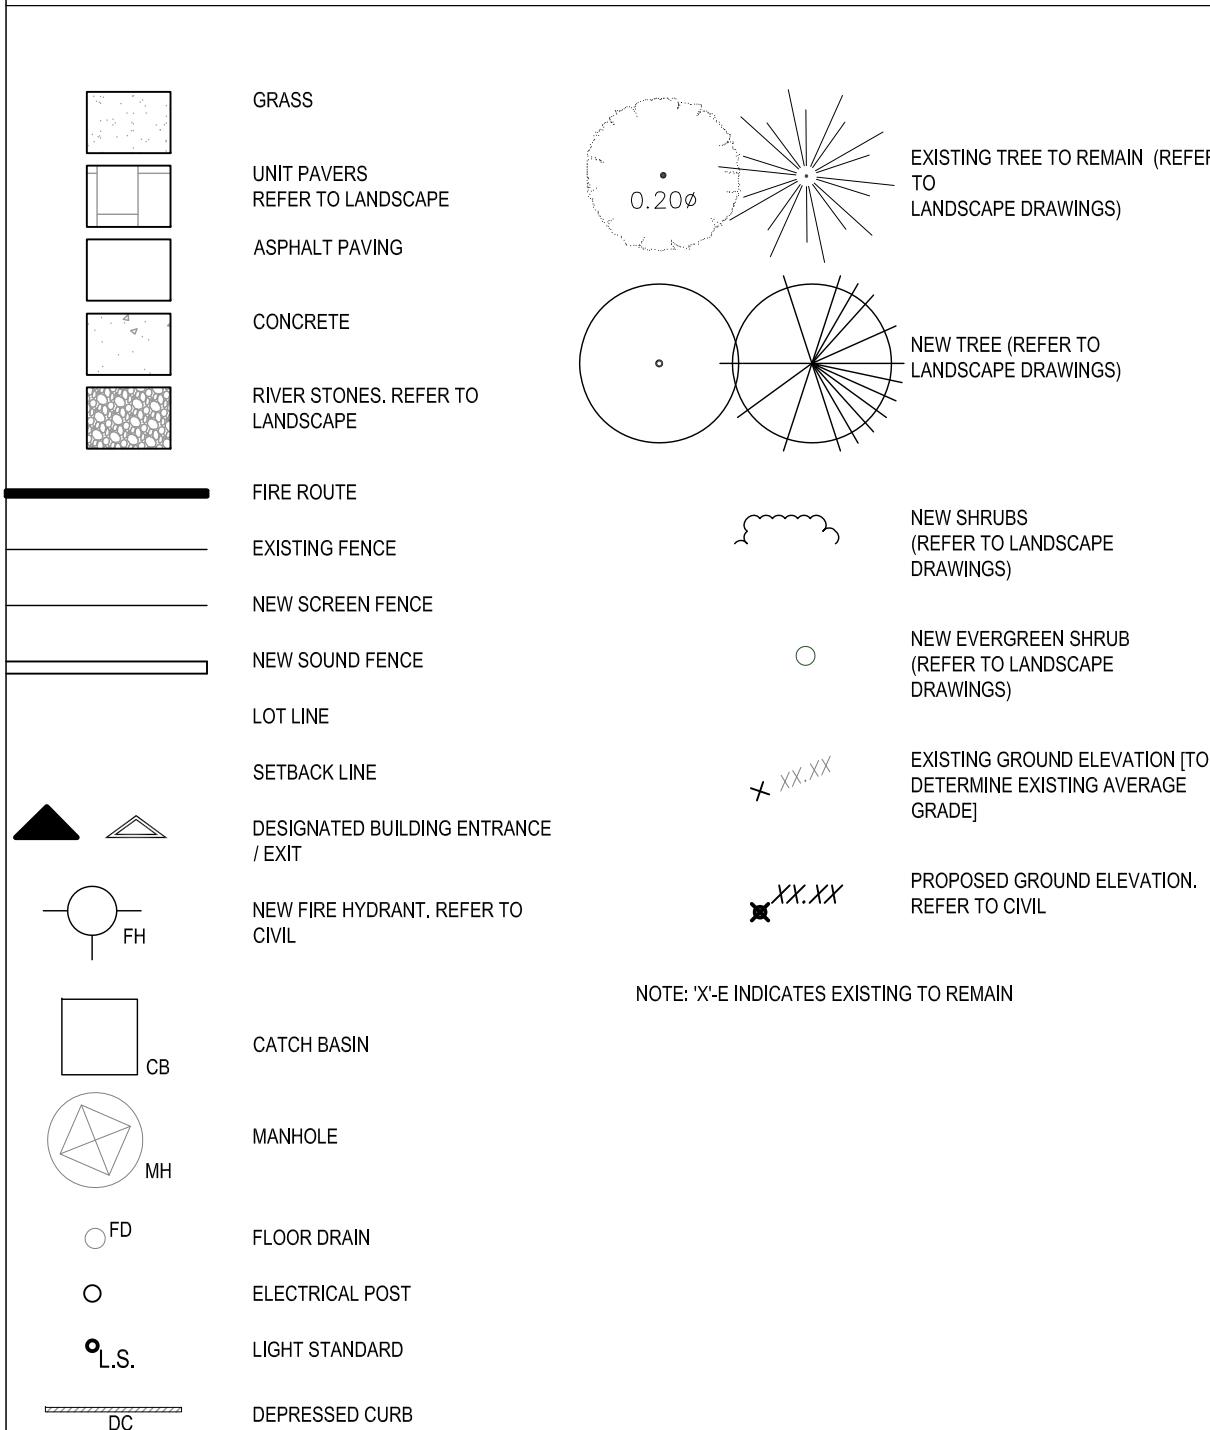 GRASS
UNIT PAVERS
REFER TO LANDSCAPE
ASPHALT PAVING
CONCRETE
RIVER STONES. REFER TO
LANDSCAPE
FIRE ROUTE
EXISTING FENCE
NEW SCREEN FENCE
NEW SOUND FENCE
LOT LINE
SETBACK LINE
DESIGNATED BUILDING ENTRANCE
/ EXIT
FH
NEW FIRE HYDRANT. REFER TO
CIVIL
CB
CATCH BASIN
MH
MANHOLE
FD
FLOOR DRAIN
ELECTRICAL POST
L.S.
LIGHT STANDARD
DC
DEPRESSED CURB
0.20ø
EXISTING TREE TO REMAIN (REFER
TO
LANDSCAPE DRAWINGS)
NEW TREE (REFER TO
LANDSCAPE DRAWINGS)
NEW SHRUBS
(REFER TO LANDSCAPE
DRAWINGS)
NEW EVERGREEN SHRUB
(REFER TO LANDSCAPE
DRAWINGS)
XX.XX
EXISTING GROUND ELEVATION [TO
DETERMINE EXISTING AVERAGE
GRADE]
XX.XX
PROPOSED GROUND ELEVATION.
REFER TO CIVIL
NOTE: 'X'-E INDICATES EXISTING TO REMAIN